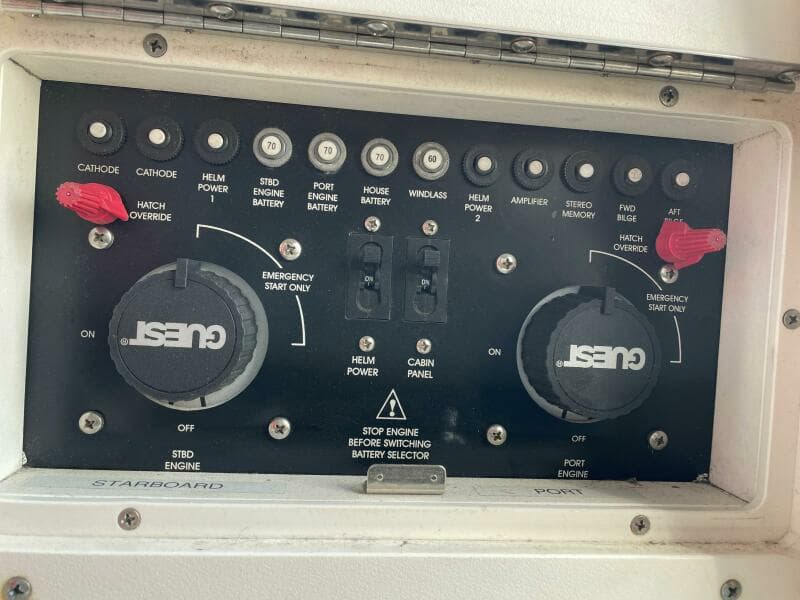 CATHODE
CATHODE
HELM
POWER
1
70
STBD
ENGINE
BATTERY
70
PORT
ENGINE
BATTERY
70
HOUSE
BATTERY
60
WINDLASS
HELM
POWER
2
AMPLIFIER
STEREO
MEMORY
FWD
BILGE
AFT
BILGE
HATCH
OVERRIDE
EMERGENCY
START ONLY
ON
GUEST®
OFF
STBD
ENGINE
ON
HELM
POWER
ON
CABIN
PANEL
!
STOP ENGINE
BEFORE SWITCHING
BATTERY SELECTOR
HATCH
OVERRIDE
EMERGENCY
START ONLY
ON
GUEST®
OFF
PORT
ENGINE
STARBOARD
PORT